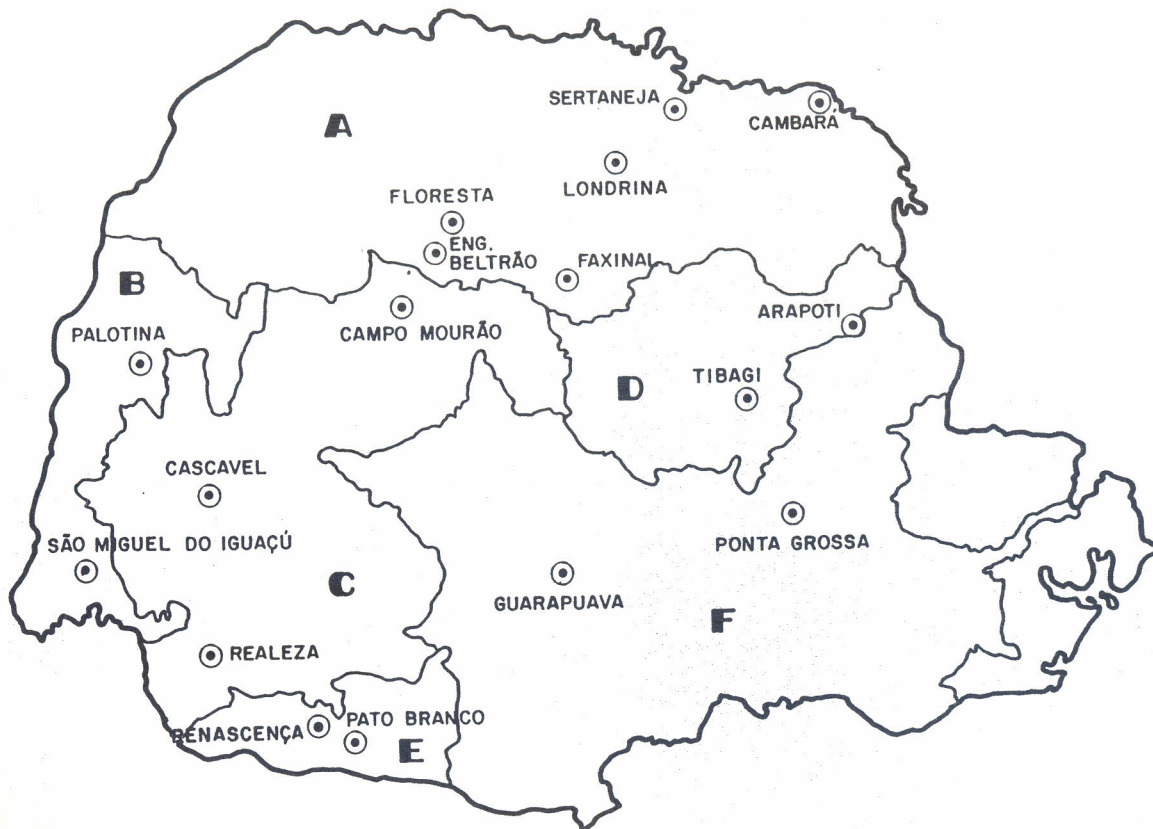 SERTANEJA
CAMBARÁ
A
LONDRINA
FLORESTA
ENG.
BELTRÃO
FAXINAL
B
ARAPOTI
PALOTINA
CAMPO MOURÃO
TIBAGI
D
CASCAVEL
SÃO MIGUEL DO IGUAÇÚ
PONTA GROSSA
C
GUARAPUAVA
F
REALEZA
RENASCENÇA
PATO BRANCO
E